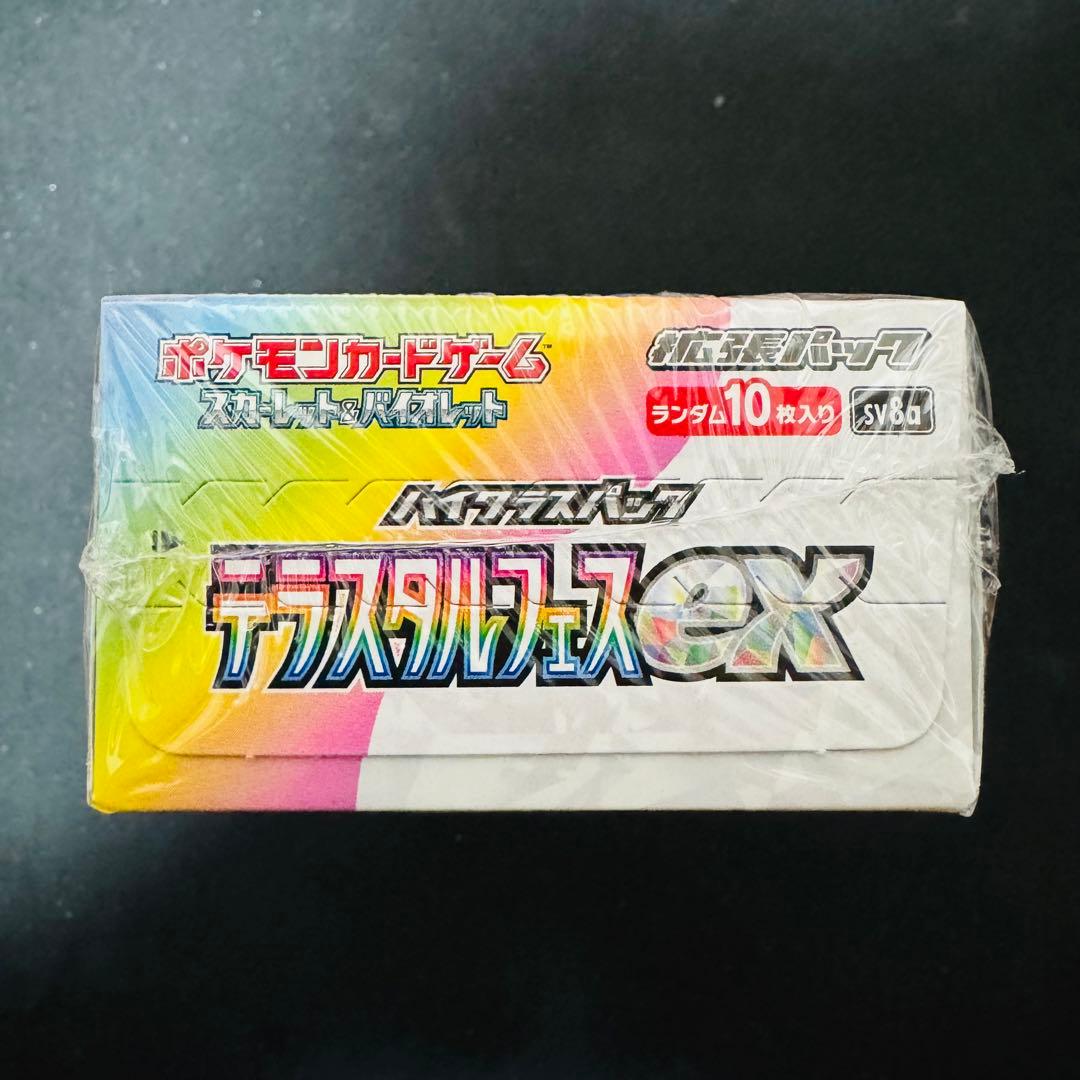 ポケモンカードゲーム™
スカーレット&バイオレット
拡張パック
ランダム10枚入り sv8a
ハイクラスパック
テラスタルフェスex